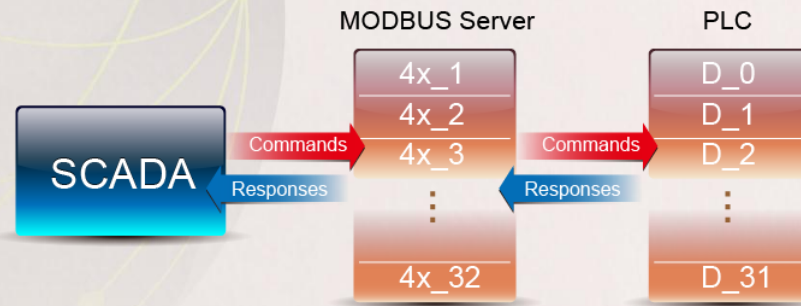 MODBUS Server
PLC
4x_1
D_0
4x_2
D_1
Commands
Commands
4x_3
D_2
SCADA
Responses
Responses
4x_32
D_31